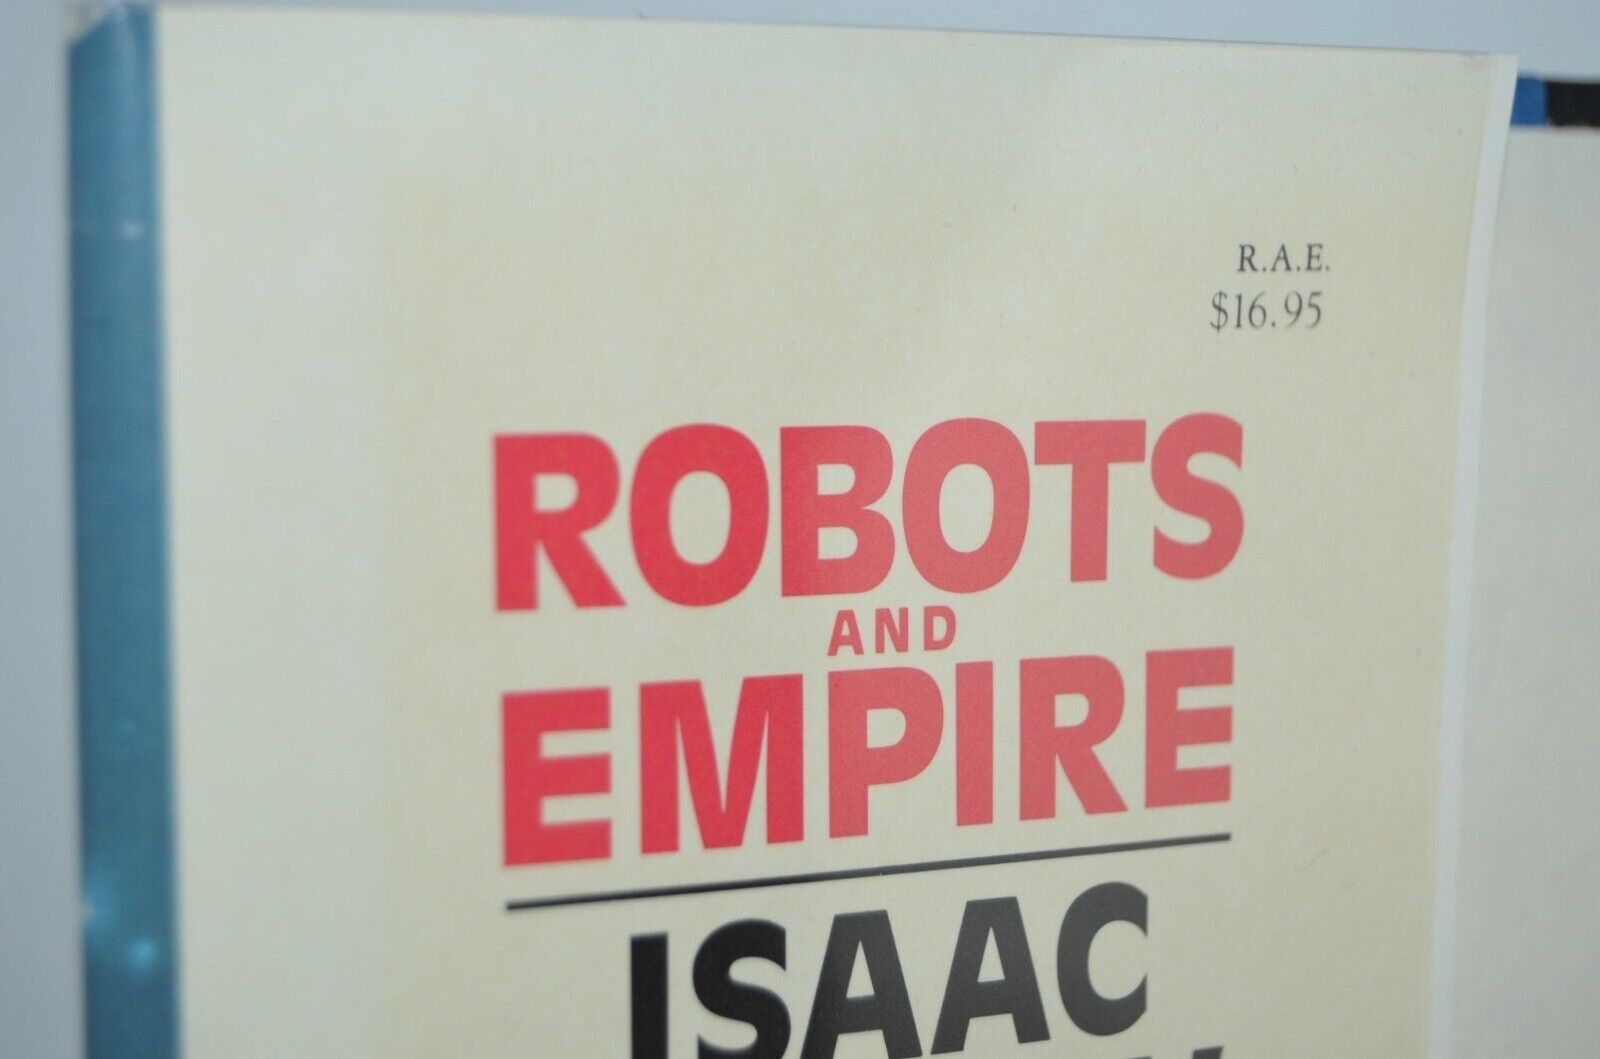 R.A.E.
$16.95
ROBOTS
AND
EMPIRE
ISAAC